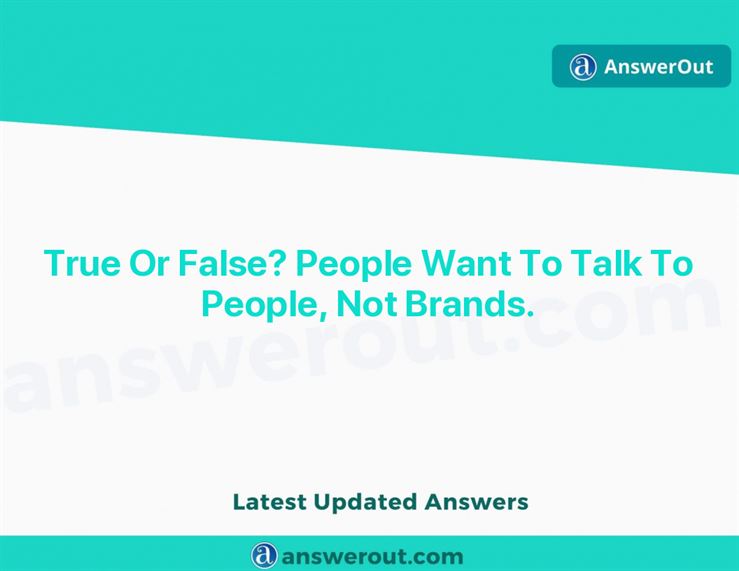 AnswerOut
True Or False? People Want To Talk To
People, Not Brands.
answerout.com
Latest Updated Answers
answerout.com